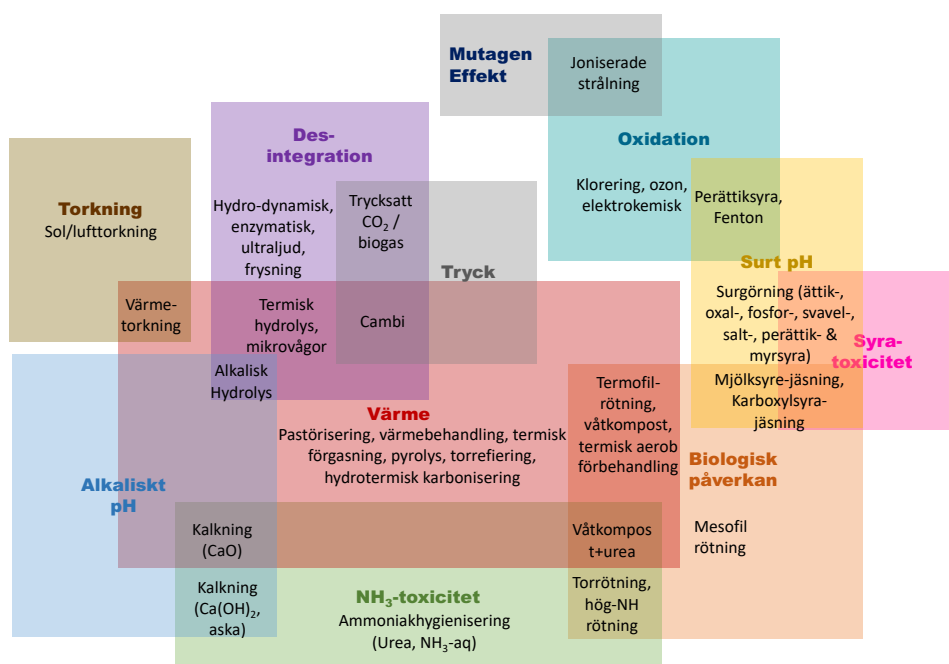 Mutagen
Effekt
Joniserade
strålning
Des-
integration
Oxidation
Hydro-dynamisk,
enzymatisk,
ultraljud,
frysning
Trycksatt
CO₂ /
biogas
Klorering, ozon,
elektrokemisk
Perättiksyra,
Fenton
Torkning
Sol/lufttorkning
Tryck
Surt pH
Värme-
torkning
Termisk
hydrolys,
mikrovågor
Cambi
Surgörning (ättik-,
oxal-, fosfor-, svavel-,
salt-, perättik- &
myrsyra)
Syra-
toxicitet
Alkalisk
Hydrolys
Termofil-
rötning,
våtkompost,
termisk aerob
förbehandling
Mjölksyre-jäsning,
Karboxylsyra-
jäsning
Värme
Pastörisering, värmebehandling, termisk
förgasning, pyrolys, torrefiering,
hydrotermisk karbonisering
Biologisk
påverkan
Alkaliskt
pH
Kalkning
(CaO)
Våtkompos
t+urea
Mesofil
rötning
Kalkning
(Ca(OH)₂,
aska)
NH₃-toxicitet
Ammoniakhygienisering
(Urea, NH₃-aq)
Torrötning,
hög-NH
rötning